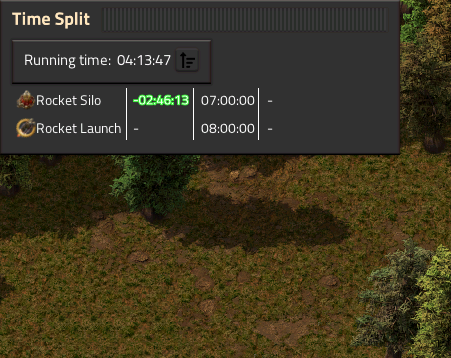 Time Split
Running time: 04:13:47
Rocket Silo -02:46:13 07:00:00 -
Rocket Launch - 08:00:00 -